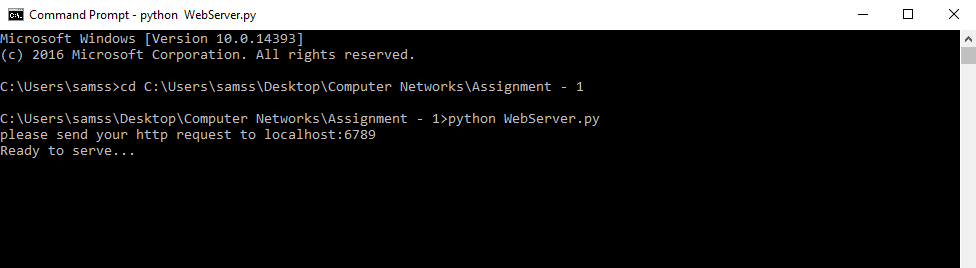 Command Prompt - python  WebServer.py
Microsoft Windows [Version 10.0.14393]
(c) 2016 Microsoft Corporation. All rights reserved.
C:\Users\samss>cd C:\Users\samss\Desktop\Computer Networks\Assignment - 1
C:\Users\samss\Desktop\Computer Networks\Assignment - 1>python WebServer.py
please send your http request to localhost:6789
Ready to serve...